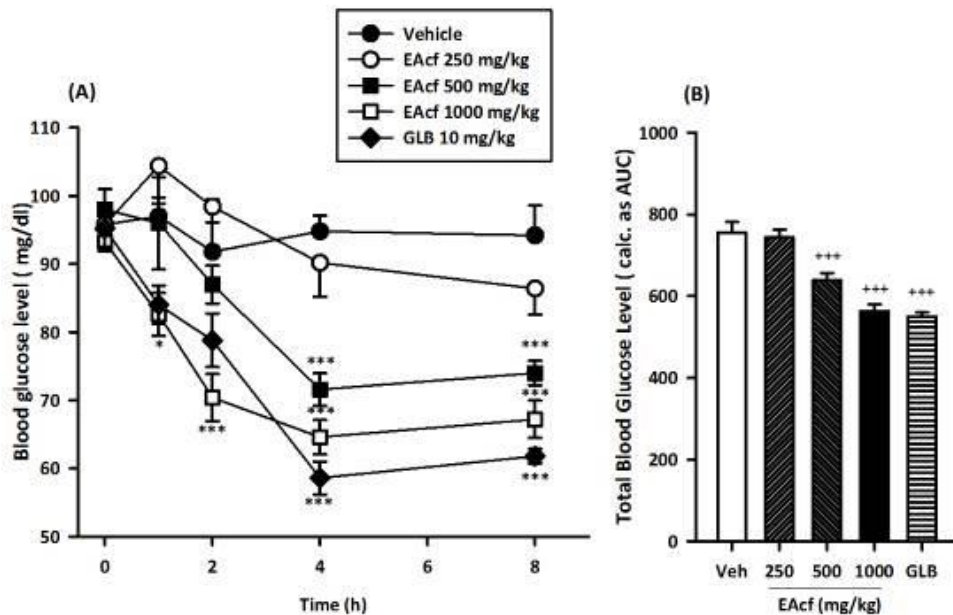 Vehicle
EAcf 250 mg/kg
EAcf 500 mg/kg
EAcf 1000 mg/kg
GLB 10 mg/kg
(A)
Blood glucose level ( mg/dl)
110
100
90
80
70
60
50
*
***
***
***
***
***
***
***
0
2
4
6
8
Time (h)
(B)
Total Blood Glucose Level ( calc. as AUC)
1000
800
600
400
200
0
+++
+++
+++
Veh 250 500 1000 GLB
EAcf (mg/kg)